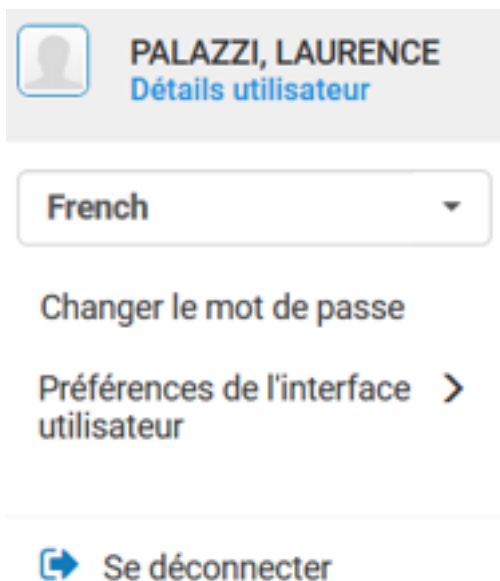 PALAZZI, LAURENCE
Détails utilisateur
French
Changer le mot de passe
Préférences de l'interface
utilisateur
Se déconnecter